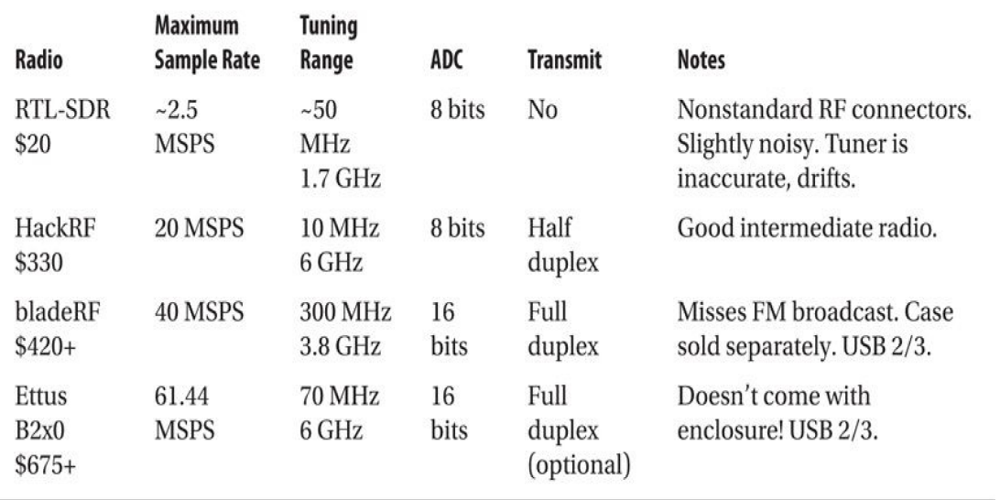 Maximum Tuning
Radio Sample Rate Range ADC Transmit Notes
RTL-SDR ~2.5 ~50 8 bits No Nonstandard RF connectors.
$20 MSPS MHz Slightly noisy. Tuner is
1.7 GHz inaccurate, drifts.
HackRF 20 MSPS 10 MHz 8 bits Half Good intermediate radio.
$330 6 GHz duplex
bladeRF 40 MSPS 300 MHz 16 Full Misses FM broadcast. Case
$420+ 3.8 GHz bits duplex sold separately. USB 2/3.
Ettus 61.44 70 MHz 16 Full Doesn't come with
B2x0 MSPS 6 GHz bits duplex enclosure! USB 2/3.
$675+ (optional)